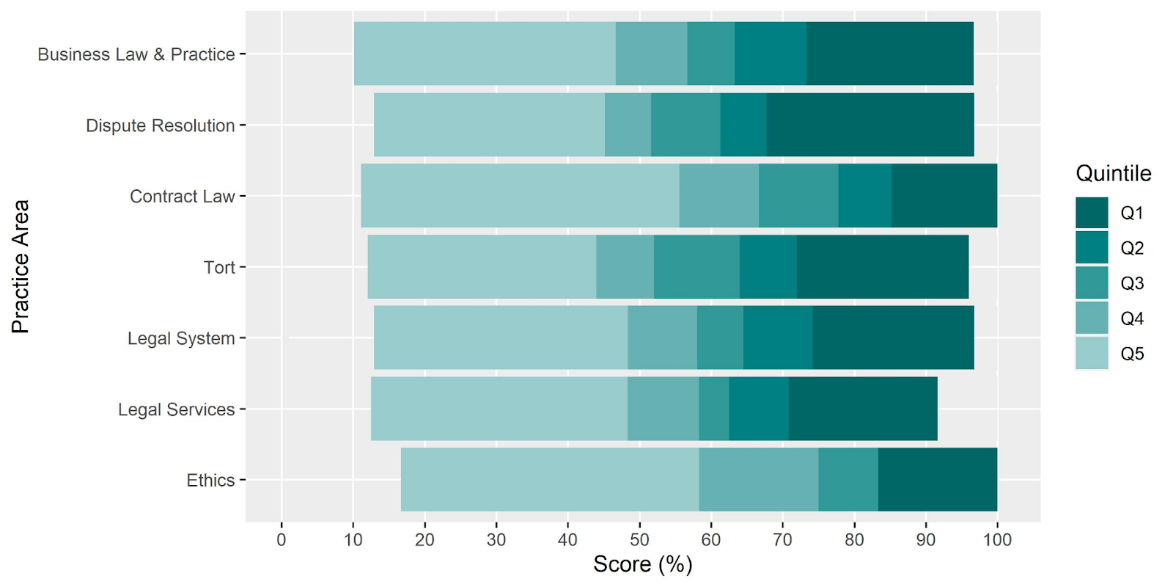 Business Law & Practice
Dispute Resolution
Contract Law
Tort
Legal System
Legal Services
Ethics
Practice Area
0 10 20 30 40 50 60 70 80 90 100
Score (%)
Quintile
Q1
Q2
Q3
Q4
Q5